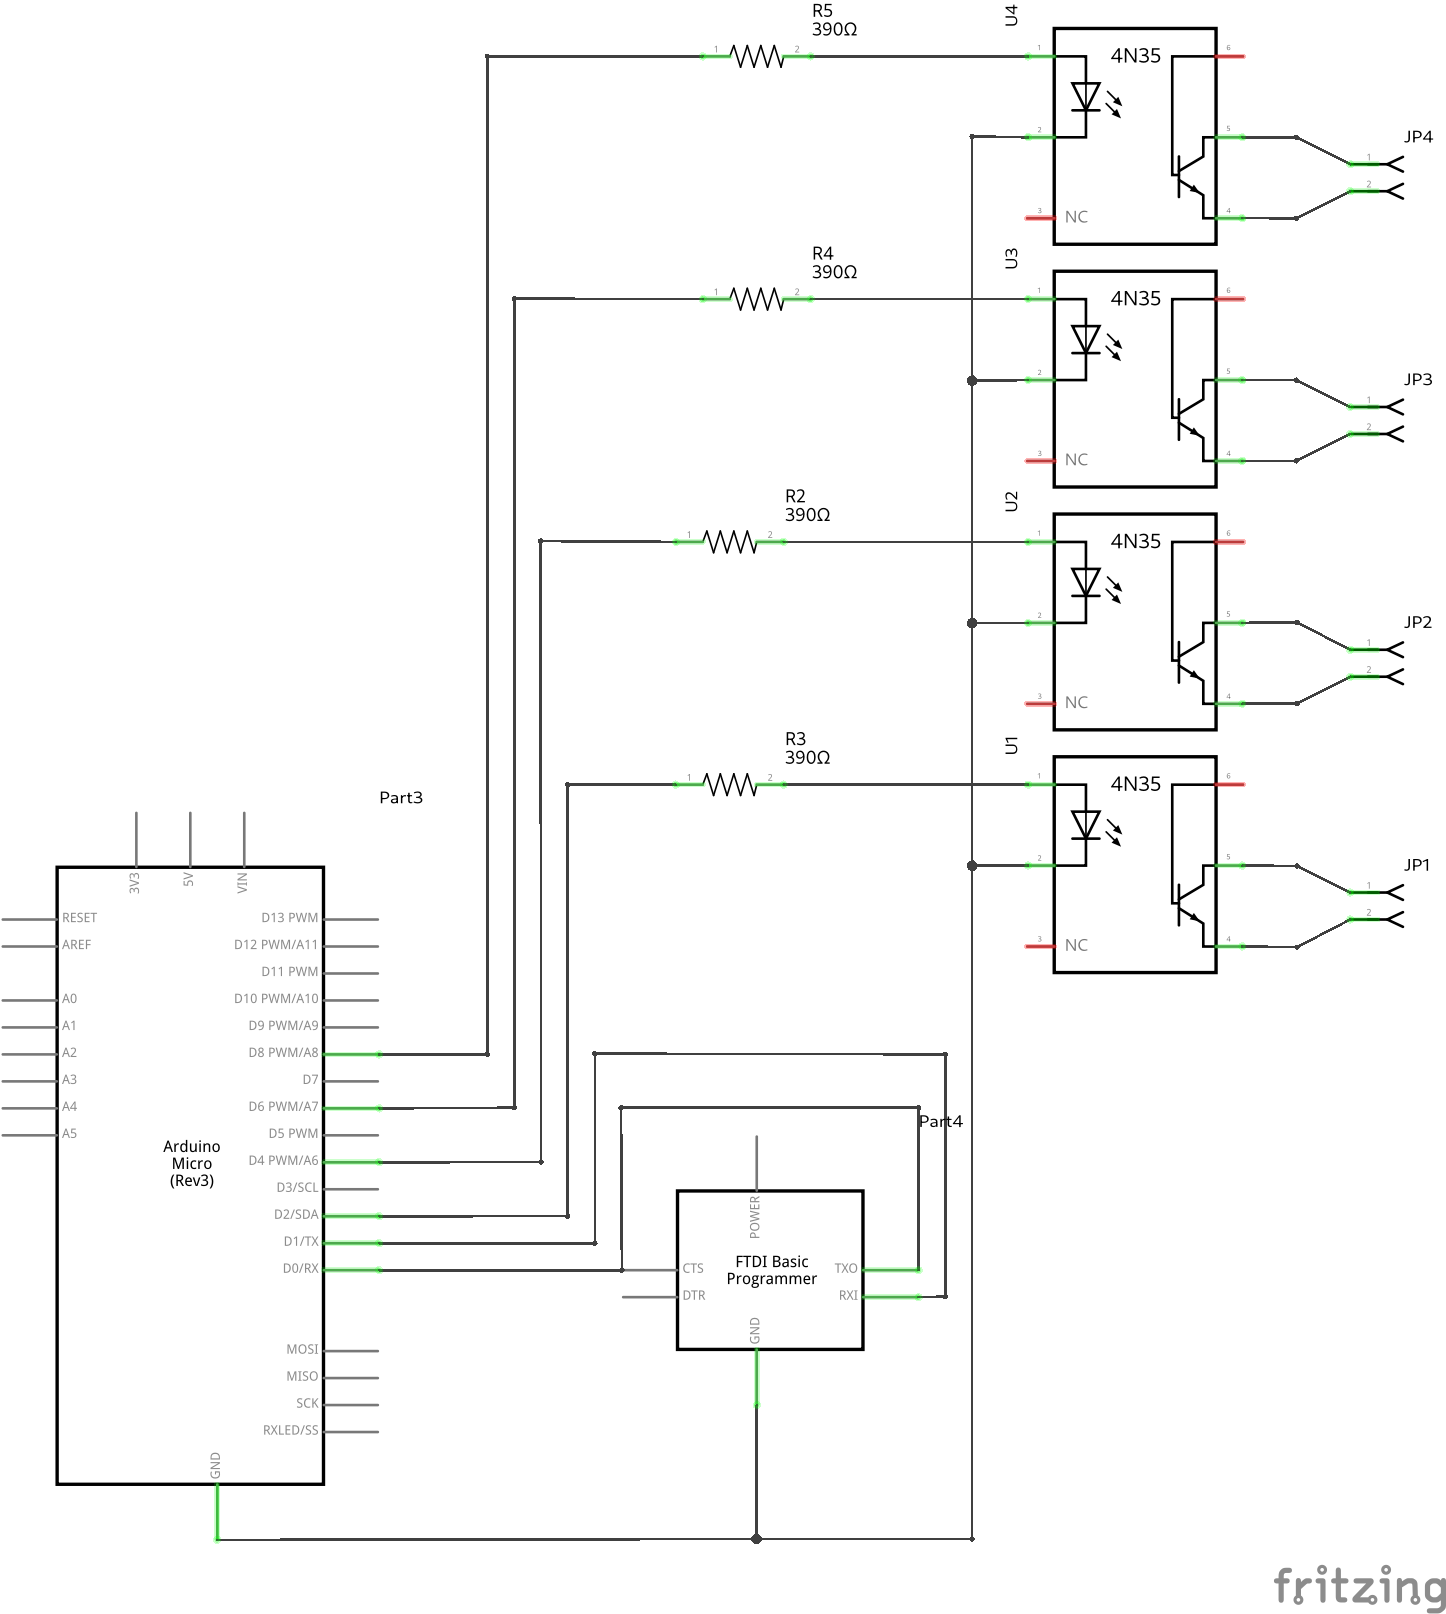 R5
390Ω
1
2
U4
4N35
1
2
3
NC
6
5
4
JP4
1
2
R4
390Ω
1
2
U3
4N35
1
2
3
NC
6
5
4
JP3
1
2
R2
390Ω
1
2
U2
4N35
1
2
3
NC
6
5
4
JP2
1
2
R3
390Ω
1
2
U1
4N35
1
2
3
NC
6
5
4
JP1
1
2
Part3
3V3
5V
VIN
RESET
AREF
A0
A1
A2
A3
A4
A5
D13 PWM
D12 PWM/A11
D11 PWM
D10 PWM/A10
D9 PWM/A9
D8 PWM/A8
D7
D6 PWM/A7
D5 PWM
D4 PWM/A6
D3/SCL
D2/SDA
D1/TX
D0/RX
MOSI
MISO
SCK
RXLED/SS
GND
Arduino
Micro
(Rev3)
Part4
POWER
CTS
DTR
FTDI Basic
Programmer
TXO
RXI
GND
fritzing